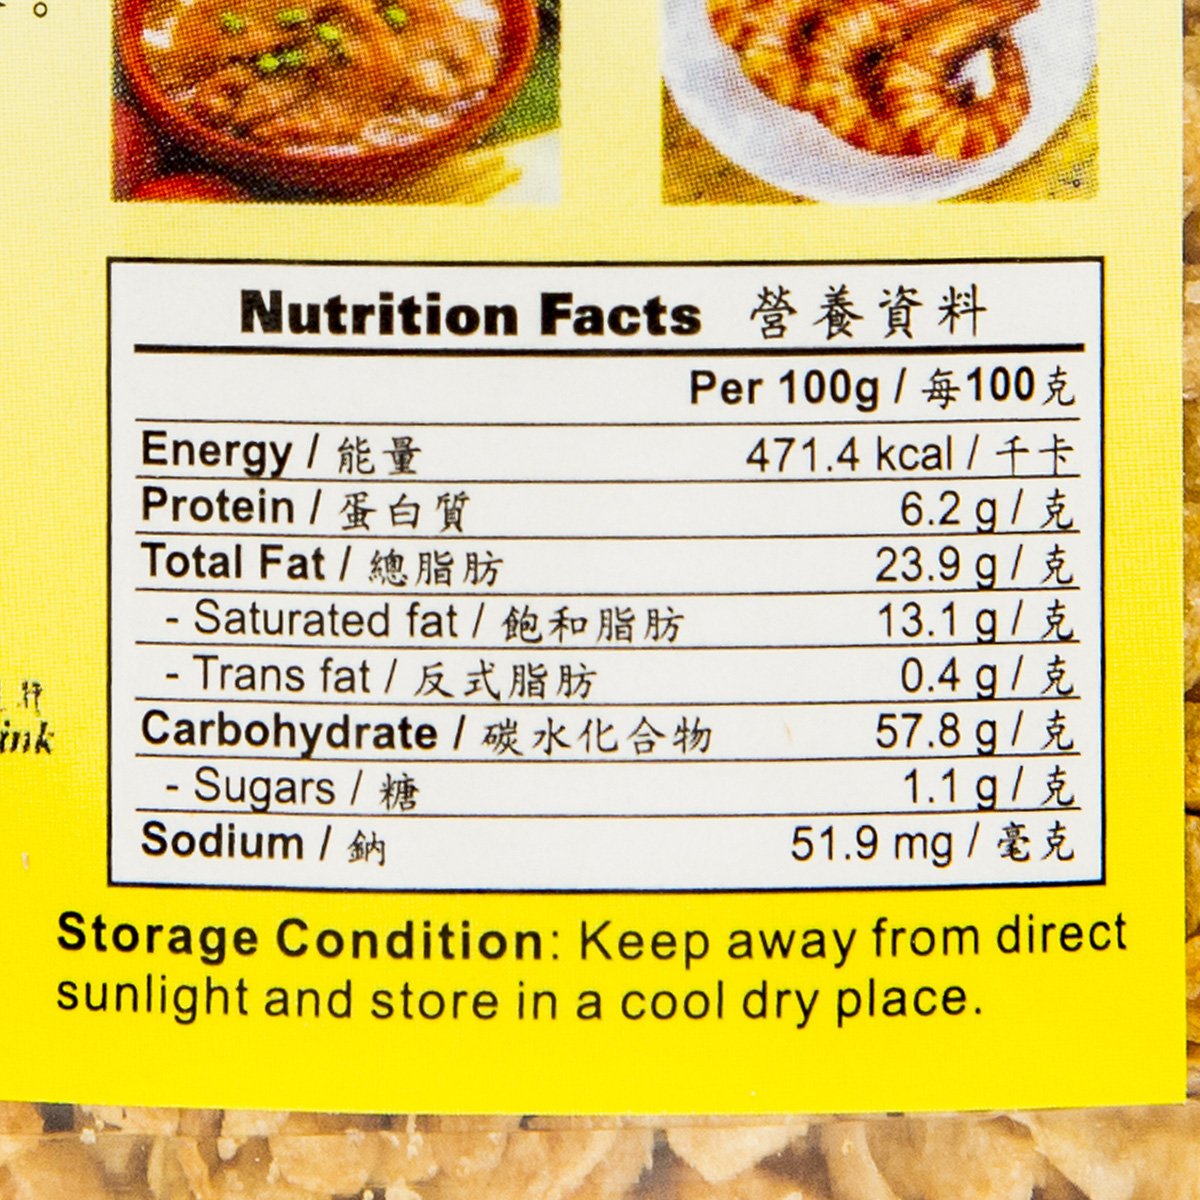 Nutrition Facts 營養資料
Per 100g / 每100克
Energy / 能量 471.4 kcal / 千卡
Protein / 蛋白質 6.2 g / 克
Total Fat / 總脂肪 23.9 g / 克
- Saturated fat / 飽和脂肪 13.1 g / 克
- Trans fat / 反式脂肪 0.4 g / 克
Carbohydrate / 碳水化合物 57.8 g / 克
- Sugars / 糖 1.1 g / 克
Sodium / 鈉 51.9 mg / 毫克
Storage Condition: Keep away from direct
sunlight and store in a cool dry place.